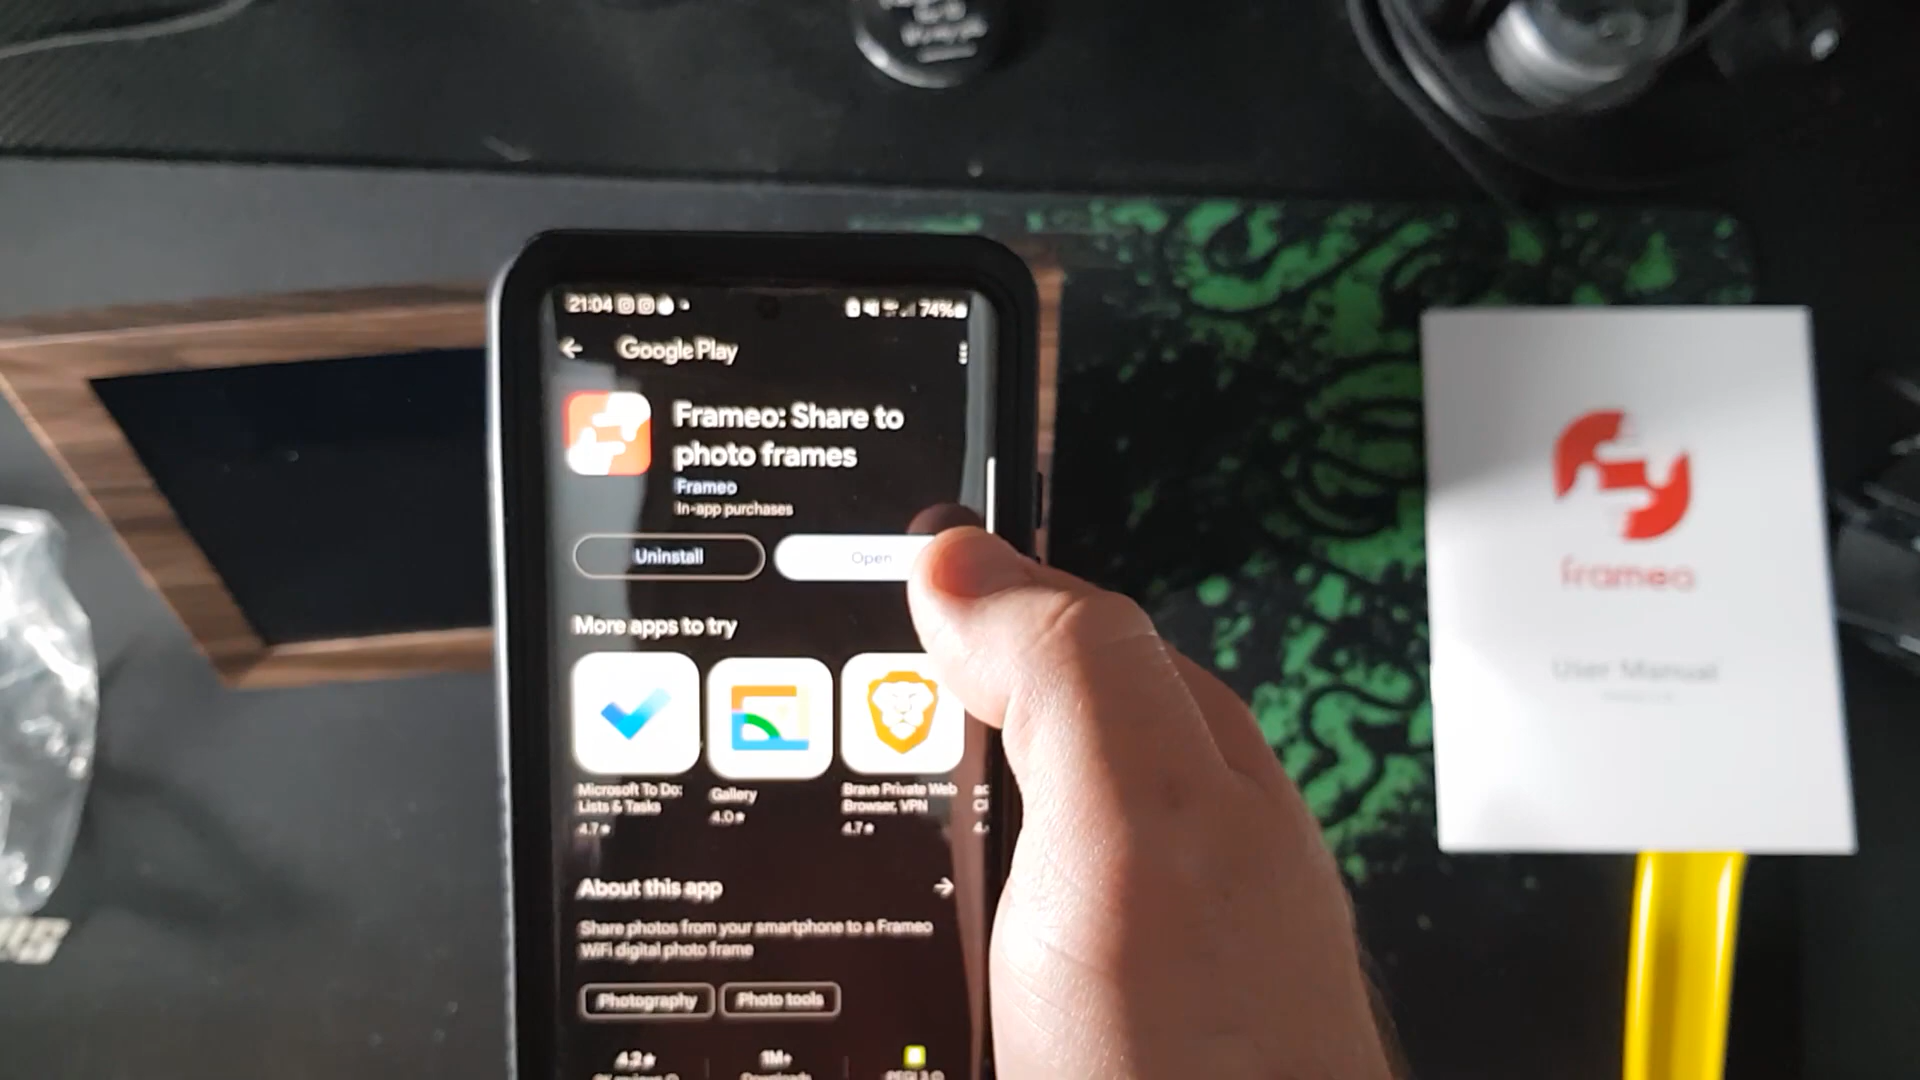 21:04
74%
Google Play
Frameo: Share to
photo frames
Frameo
In-app purchases
Uninstall
Open
More apps to try
Microsoft To Do:
Lists & Tasks
4.7★
Gallery
4.0★
Brave Private Web
Browser, VPN
4.7★
About this app
Share photos from your smartphone to a Frameo
WiFi digital photo frame
Photography
Photo tools
4.2★
1M+
Downloads
frameo
User Manual